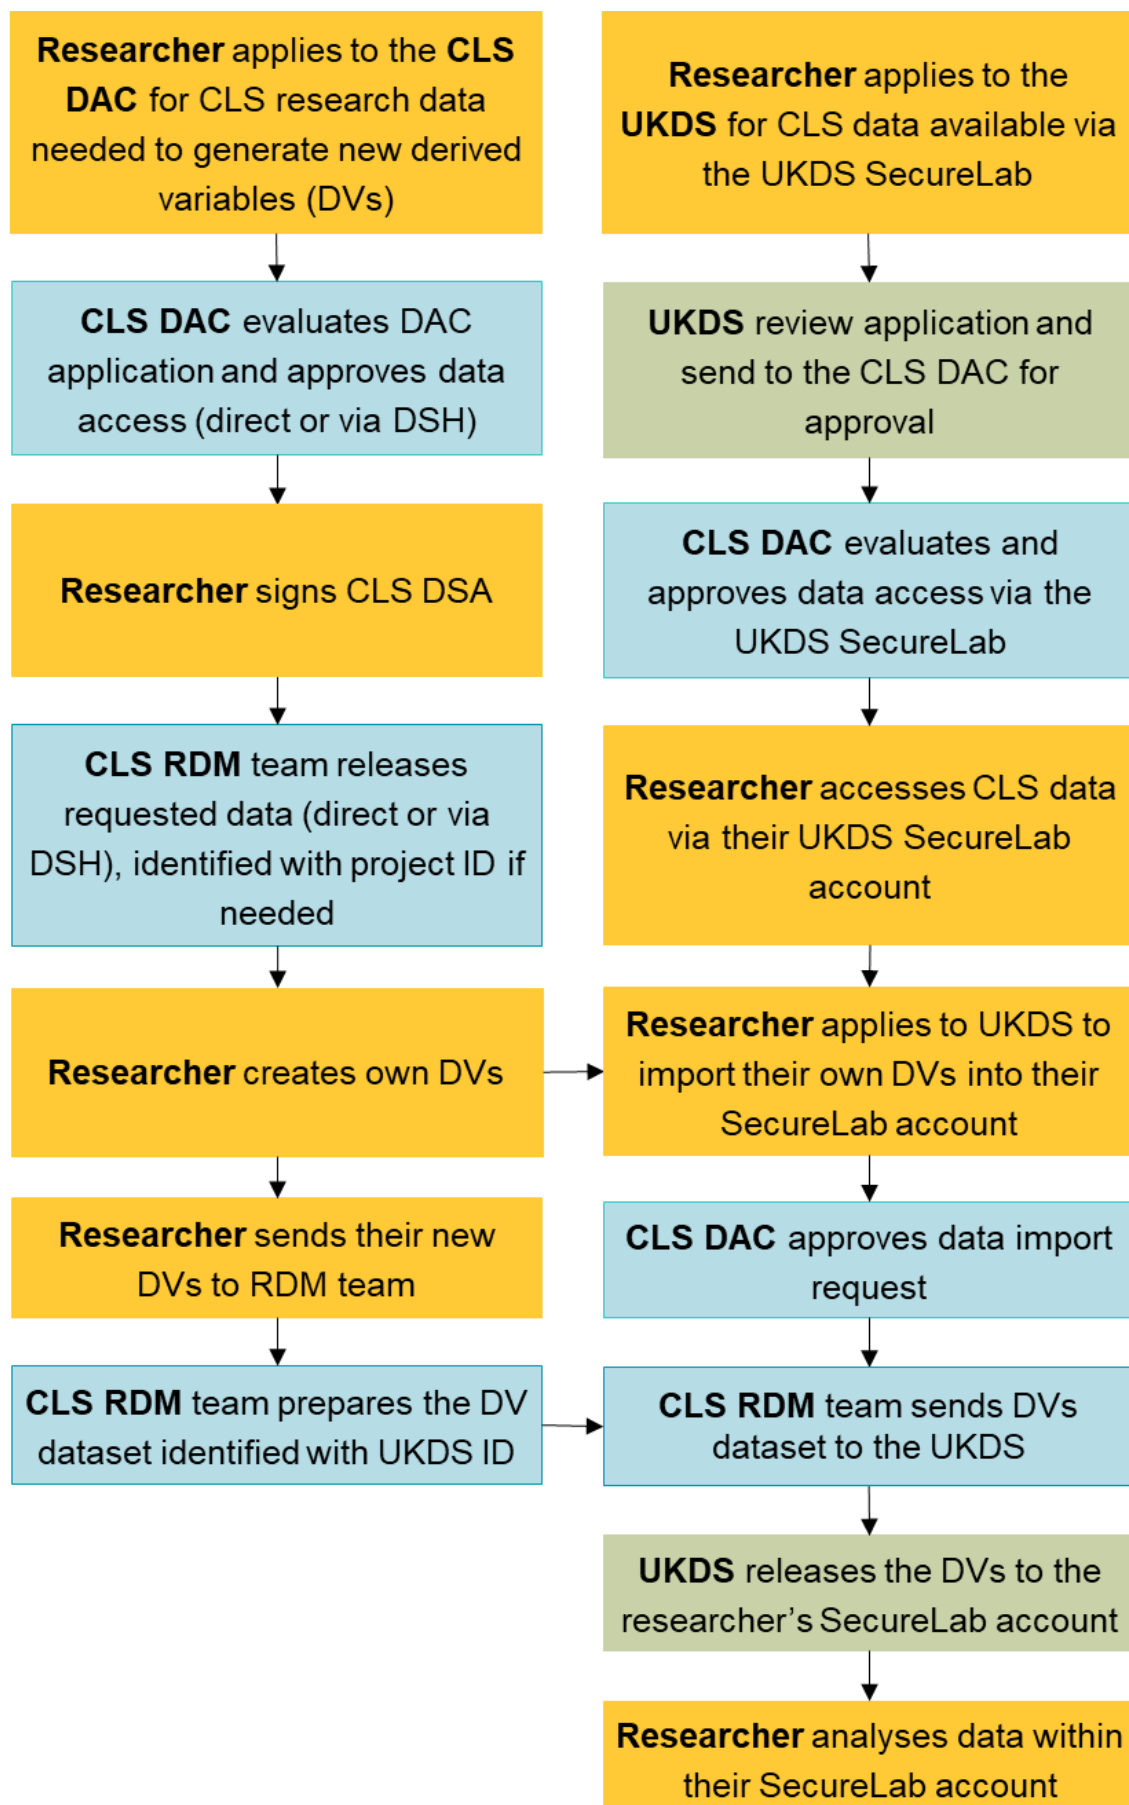 Researcher applies to the CLS
DAC for CLS research data
needed to generate new derived
variables (DVs)
CLS DAC evaluates DAC
application and approves data
access (direct or via DSH)
Researcher signs CLS DSA
CLS RDM team releases
requested data (direct or via
DSH), identified with project ID if
needed
Researcher creates own DVs
Researcher sends their new
DVs to RDM team
CLS RDM team prepares the DV
dataset identified with UKDS ID
Researcher applies to the
UKDS for CLS data available via
the UKDS SecureLab
UKDS review application and
send to the CLS DAC for
approval
CLS DAC evaluates and
approves data access via the
UKDS SecureLab
Researcher accesses CLS data
via their UKDS SecureLab
account
Researcher applies to UKDS to
import their own DVs into their
SecureLab account
CLS DAC approves data import
request
CLS RDM team sends DVs
dataset to the UKDS
UKDS releases the DVs to the
researcher’s SecureLab account
Researcher analyses data within
their SecureLab account